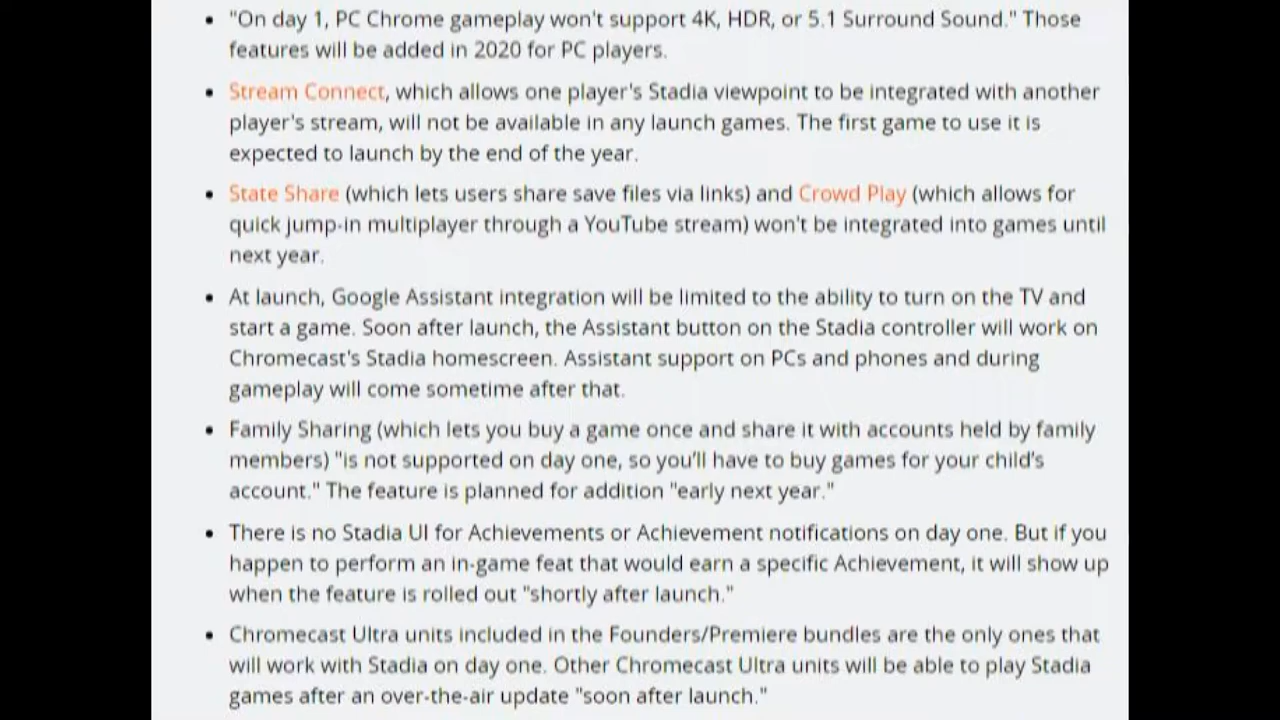 "On day 1, PC Chrome gameplay won't support 4K, HDR, or 5.1 Surround Sound." Those
features will be added in 2020 for PC players.
Stream Connect, which allows one player's Stadia viewpoint to be integrated with another
player's stream, will not be available in any launch games. The first game to use it is
expected to launch by the end of the year.
State Share (which lets users share save files via links) and Crowd Play (which allows for
quick jump-in multiplayer through a YouTube stream) won't be integrated into games until
next year.
At launch, Google Assistant integration will be limited to the ability to turn on the TV and
start a game. Soon after launch, the Assistant button on the Stadia controller will work on
Chromecast's Stadia homescreen. Assistant support on PCs and phones and during
gameplay will come sometime after that.
Family Sharing (which lets you buy a game once and share it with accounts held by family
members) "is not supported on day one, so you'll have to buy games for your child's
account." The feature is planned for addition "early next year."
There is no Stadia UI for Achievements or Achievement notifications on day one. But if you
happen to perform an in-game feat that would earn a specific Achievement, it will show up
when the feature is rolled out "shortly after launch."
Chromecast Ultra units included in the Founders/Premiere bundles are the only ones that
will work with Stadia on day one. Other Chromecast Ultra units will be able to play Stadia
games after an over-the-air update "soon after launch."